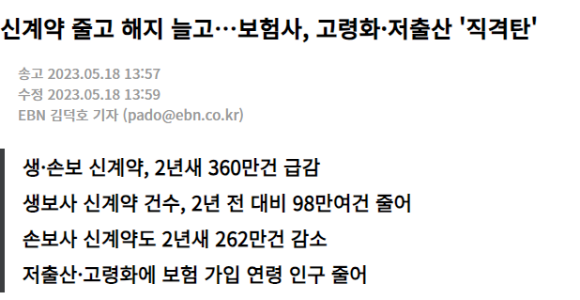 신계약 줄고 해지 늘고…보험사, 고령화·저출산 '직격탄'
송고 2023.05.18 13:57
수정 2023.05.18 13:59
EBN 김덕호 기자 (pado@ebn.co.kr)
생·손보 신계약, 2년새 360만건 급감
생보사 신계약 건수, 2년 전 대비 98만여건 줄어
손보사 신계약도 2년새 262만건 감소
저출산·고령화에 보험 가입 연령 인구 줄어